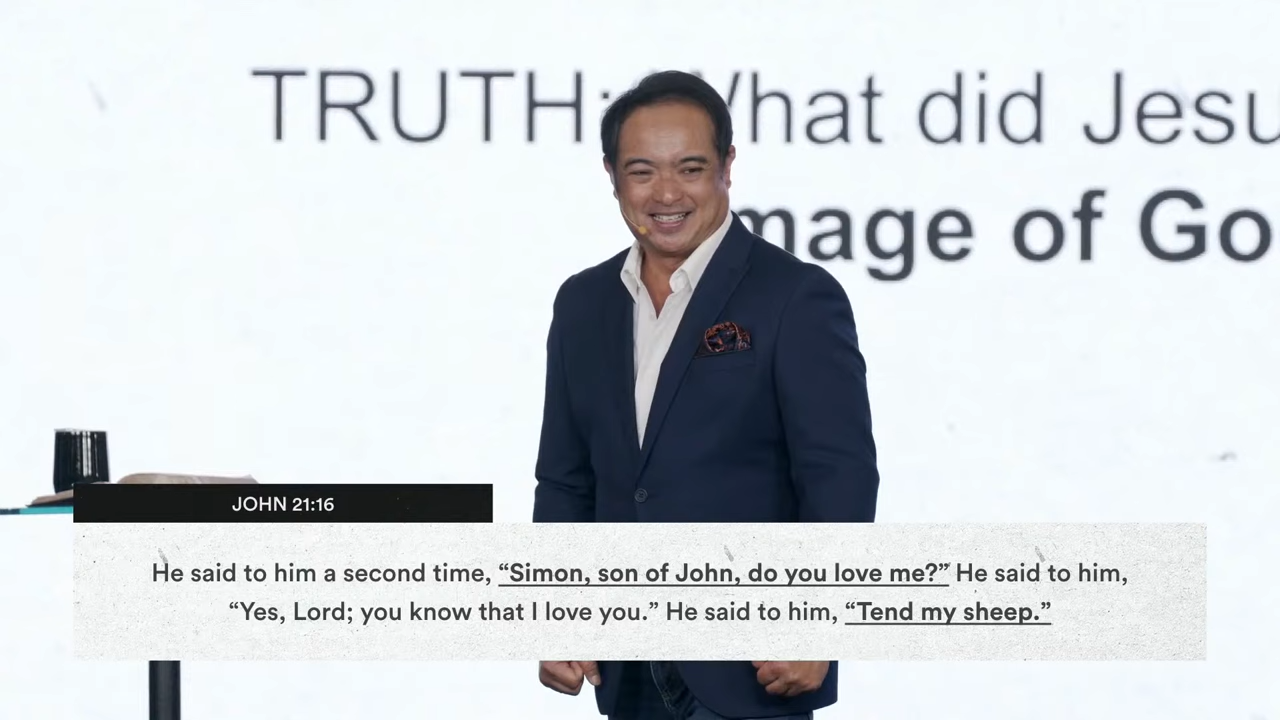 TRUTH: What did Jesu
mage of Go
JOHN 21:16
He said to him a second time, “Simon, son of John, do you love me?” He said to him,
“Yes, Lord; you know that I love you.” He said to him, “Tend my sheep.”